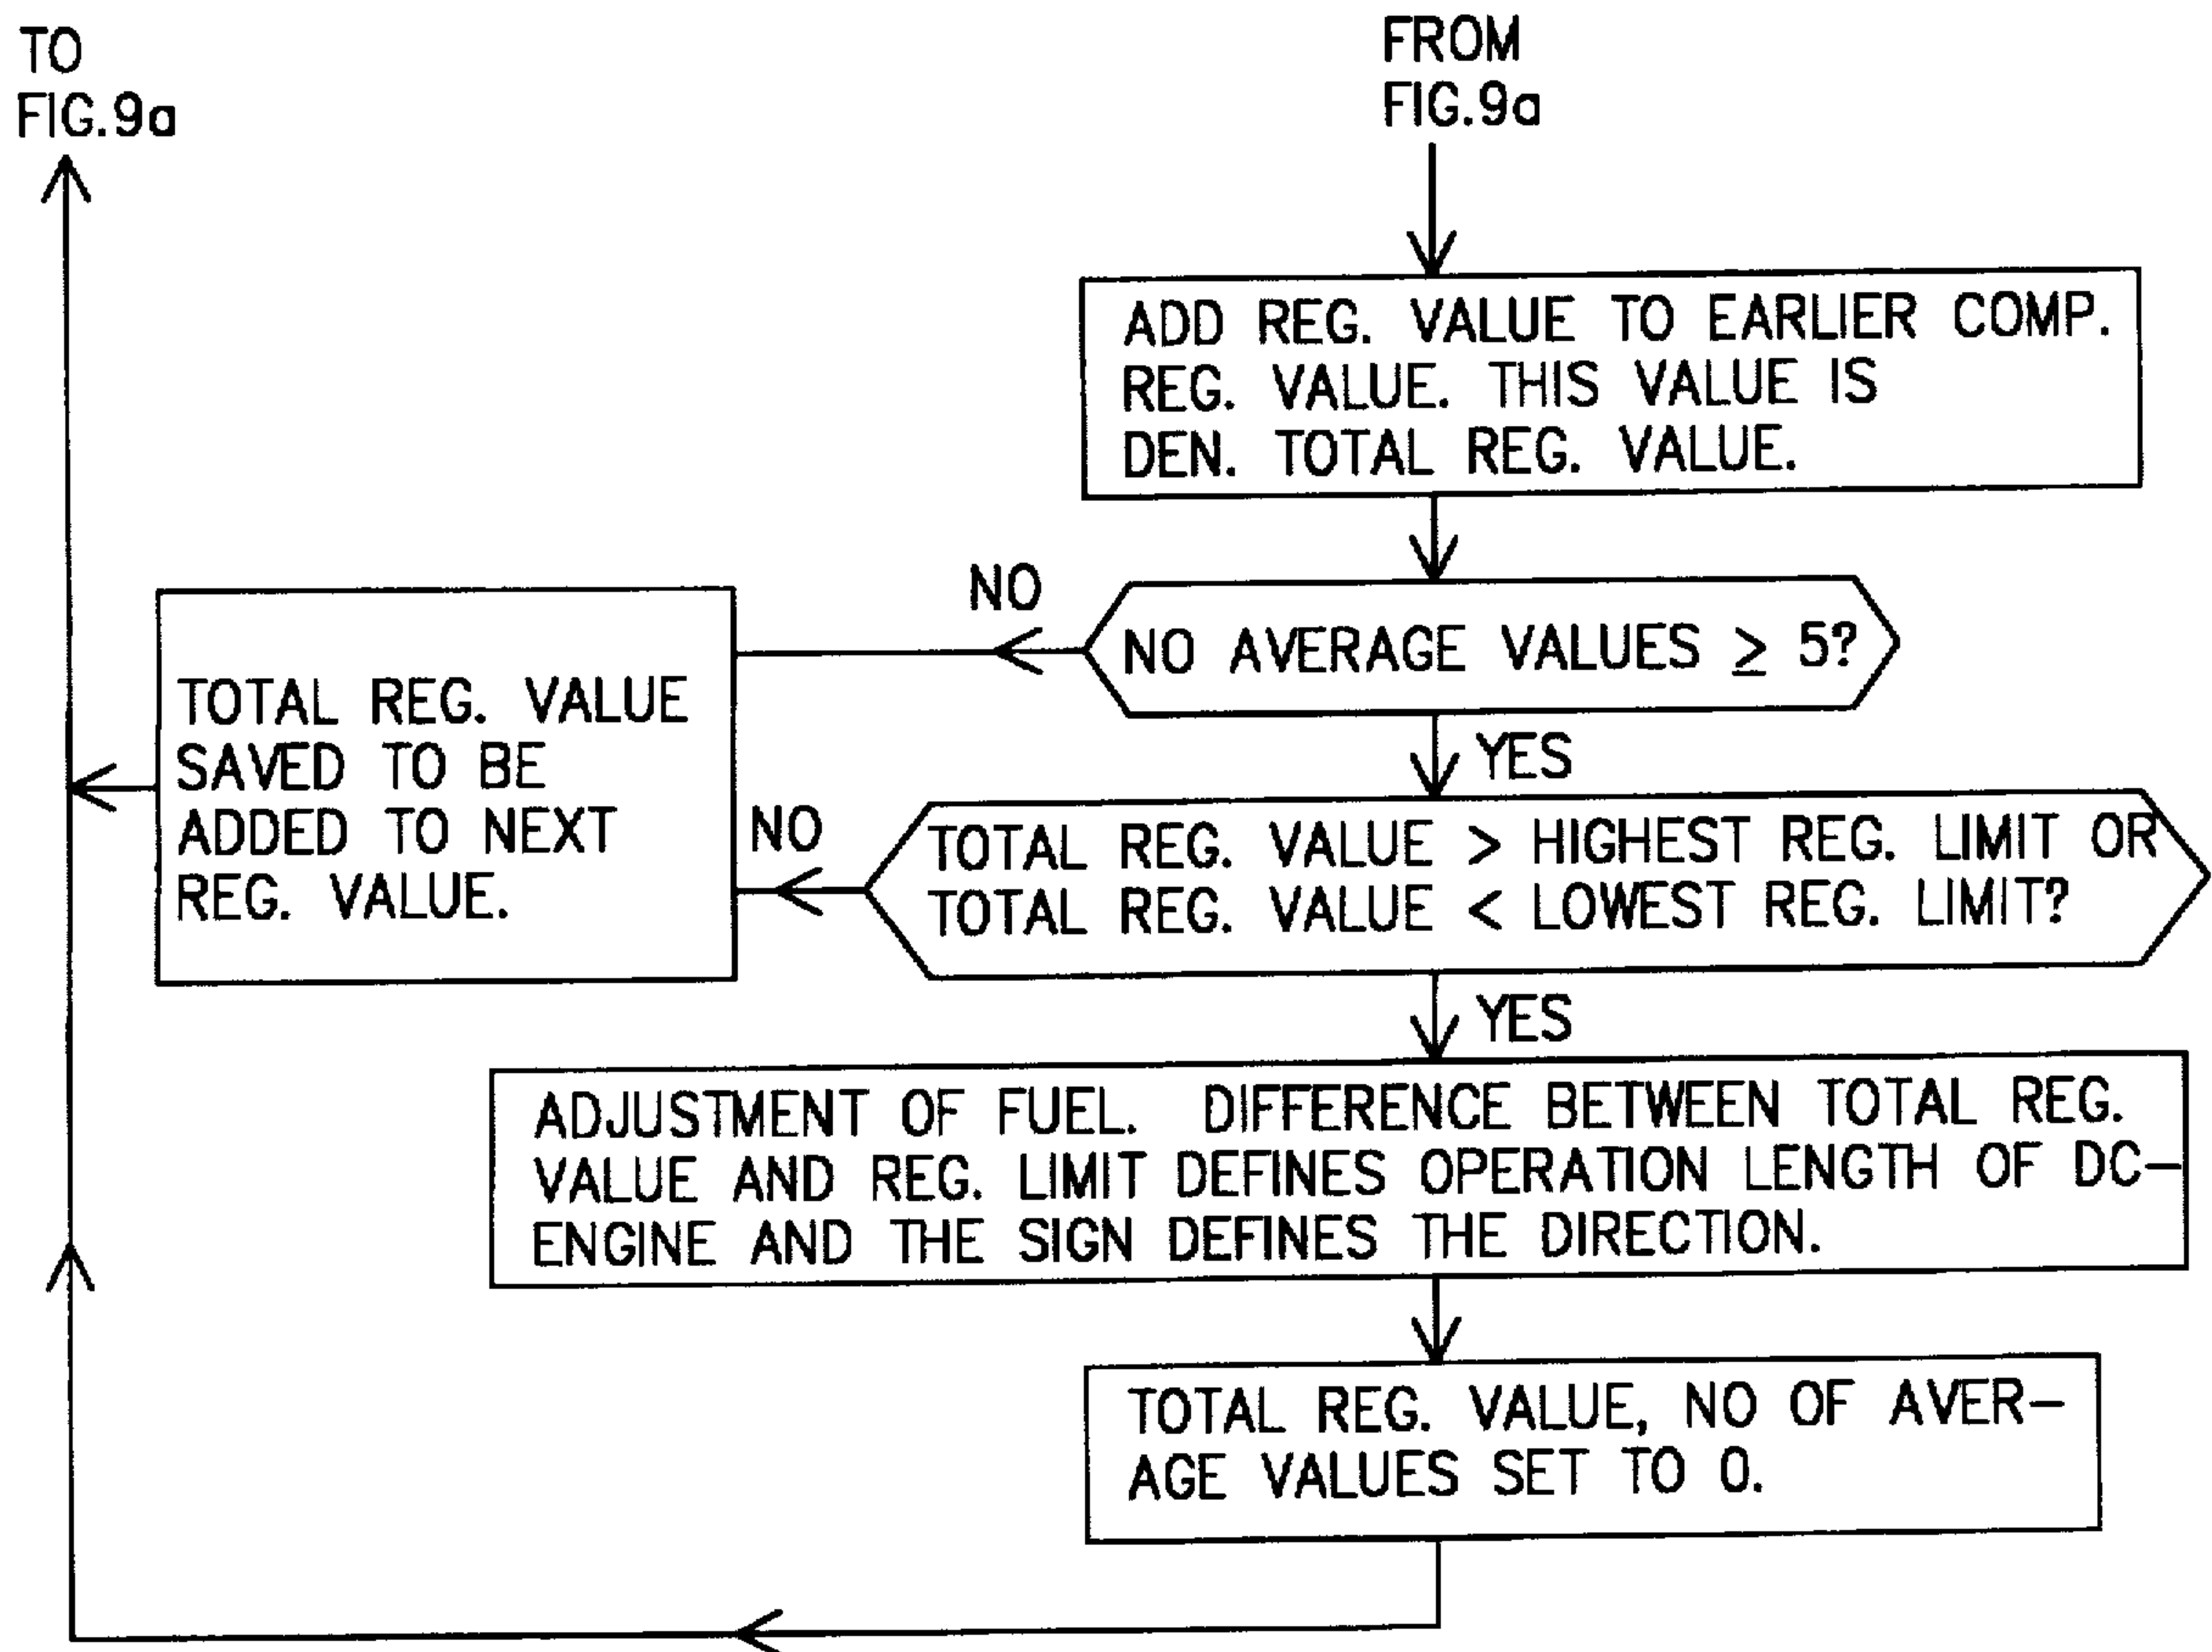 TO
FIG.9a
FROM
FIG.9a
ADD REG. VALUE TO EARLIER COMP.
REG. VALUE. THIS VALUE IS
DEN. TOTAL REG. VALUE.
NO
NO AVERAGE VALUES ≥ 5?
YES
TOTAL REG. VALUE
SAVED TO BE
ADDED TO NEXT
REG. VALUE.
NO
TOTAL REG. VALUE > HIGHEST REG. LIMIT OR
TOTAL REG. VALUE < LOWEST REG. LIMIT?
YES
ADJUSTMENT OF FUEL. DIFFERENCE BETWEEN TOTAL REG.
VALUE AND REG. LIMIT DEFINES OPERATION LENGTH OF DC-
ENGINE AND THE SIGN DEFINES THE DIRECTION.
TOTAL REG. VALUE, NO OF AVER-
AGE VALUES SET TO 0.